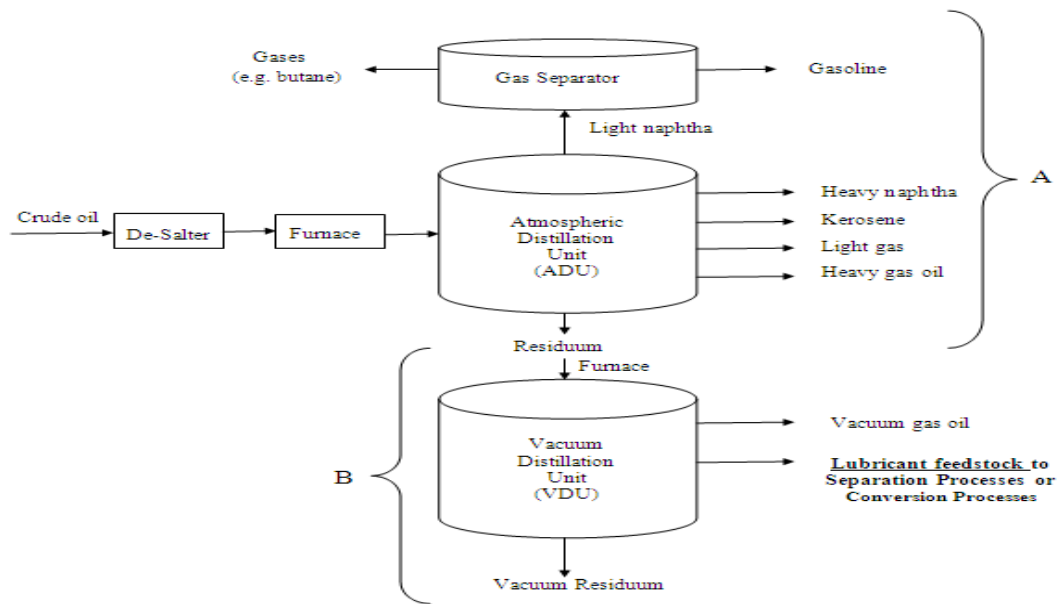 Gases
(e.g. butane)
Gas Separator
Gasoline
Light naphtha
A
Crude oil
De-Salter
Furnace
Atmospheric
Distillation
Unit
(ADU)
Heavy naphtha
Kerosene
Light gas
Heavy gas oil
Residuum
Furnace
B
Vacuum
Distillation
Unit
(VDU)
Vacuum gas oil
Lubricant feedstock to
Separation Processes or
Conversion Processes
Vacuum Residuum